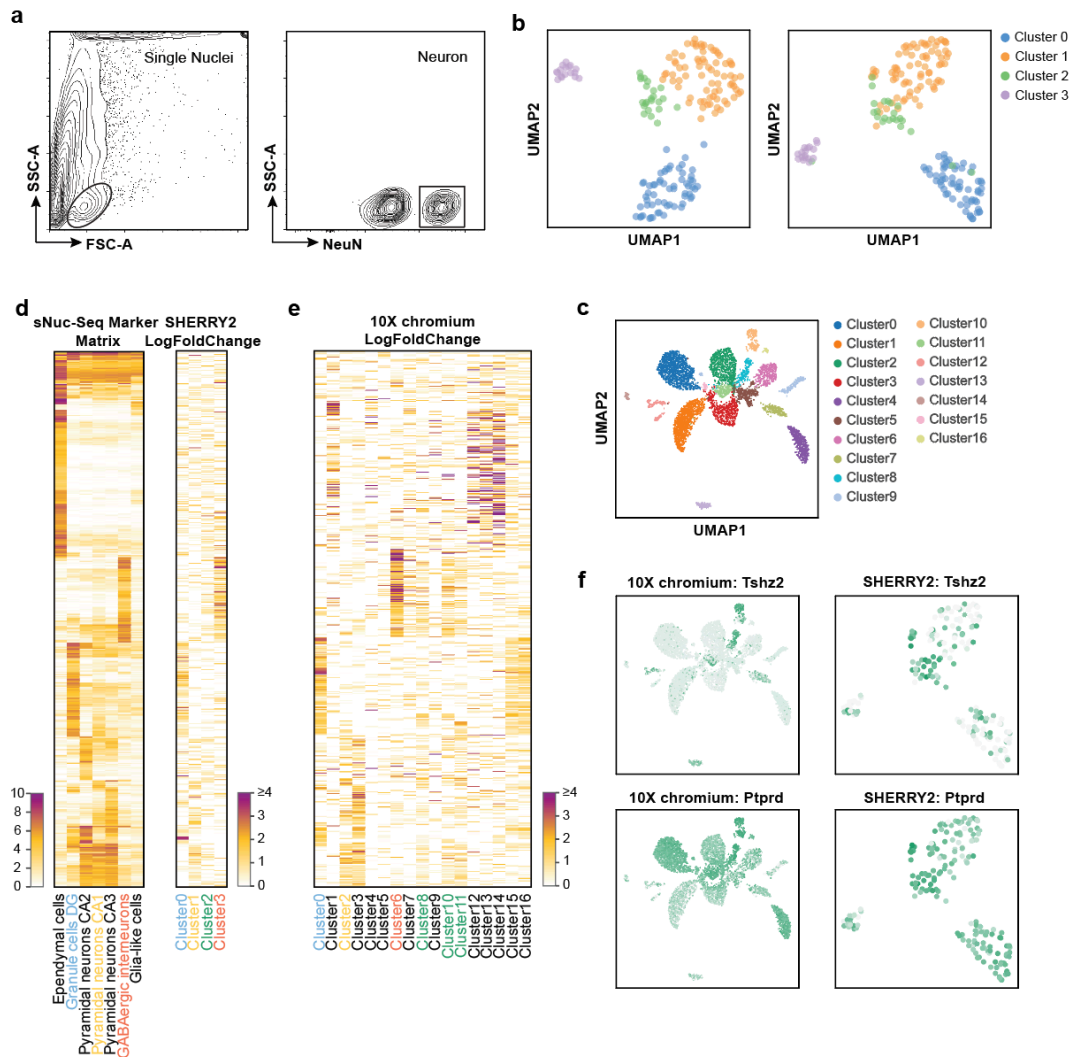 a
Single Nuclei
SSC-A
FSC-A
Neuron
SSC-A
NeuN
b
UMAP2
UMAP1
UMAP2
UMAP1
Cluster 0
Cluster 1
Cluster 2
Cluster 3
d
sNuc-Seq Marker
Matrix
SHERRY2
LogFoldChange
10
8
6
4
2
0
≥4
3
2
1
0
Ependymal cells
Granule cells DG
Pyramidal neurons CA2
Pyramidal neurons CA1
Pyramidal neurons CA3
GABAergic interneurons
Glia-like cells
Cluster0
Cluster1
Cluster2
Cluster3
e
10X chromium
LogFoldChange
≥4
3
2
1
0
Cluster0
Cluster1
Cluster2
Cluster3
Cluster4
Cluster5
Cluster6
Cluster7
Cluster8
Cluster9
Cluster10
Cluster11
Cluster12
Cluster13
Cluster14
Cluster15
Cluster16
c
UMAP2
UMAP1
Cluster0
Cluster1
Cluster2
Cluster3
Cluster4
Cluster5
Cluster6
Cluster7
Cluster8
Cluster9
Cluster10
Cluster11
Cluster12
Cluster13
Cluster14
Cluster15
Cluster16
f
10X chromium: Tshz2
SHERRY2: Tshz2
10X chromium: Ptprd
SHERRY2: Ptprd